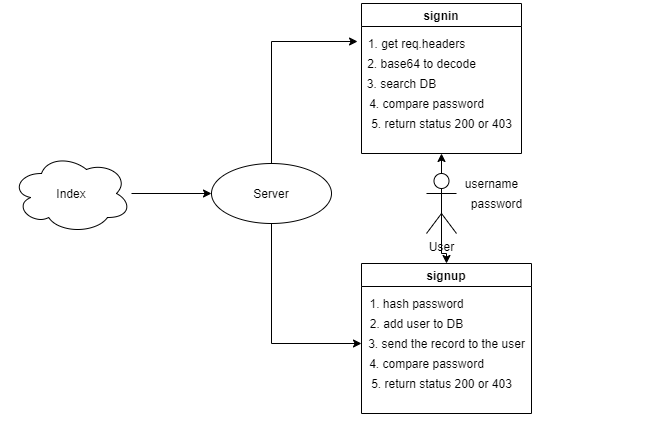 signin
1. get req.headers
2. base64 to decode
3. search DB
4. compare password
5. return status 200 or 403
Index
Server
username
password
User
signup
1. hash password
2. add user to DB
3. send the record to the user
4. compare password
5. return status 200 or 403